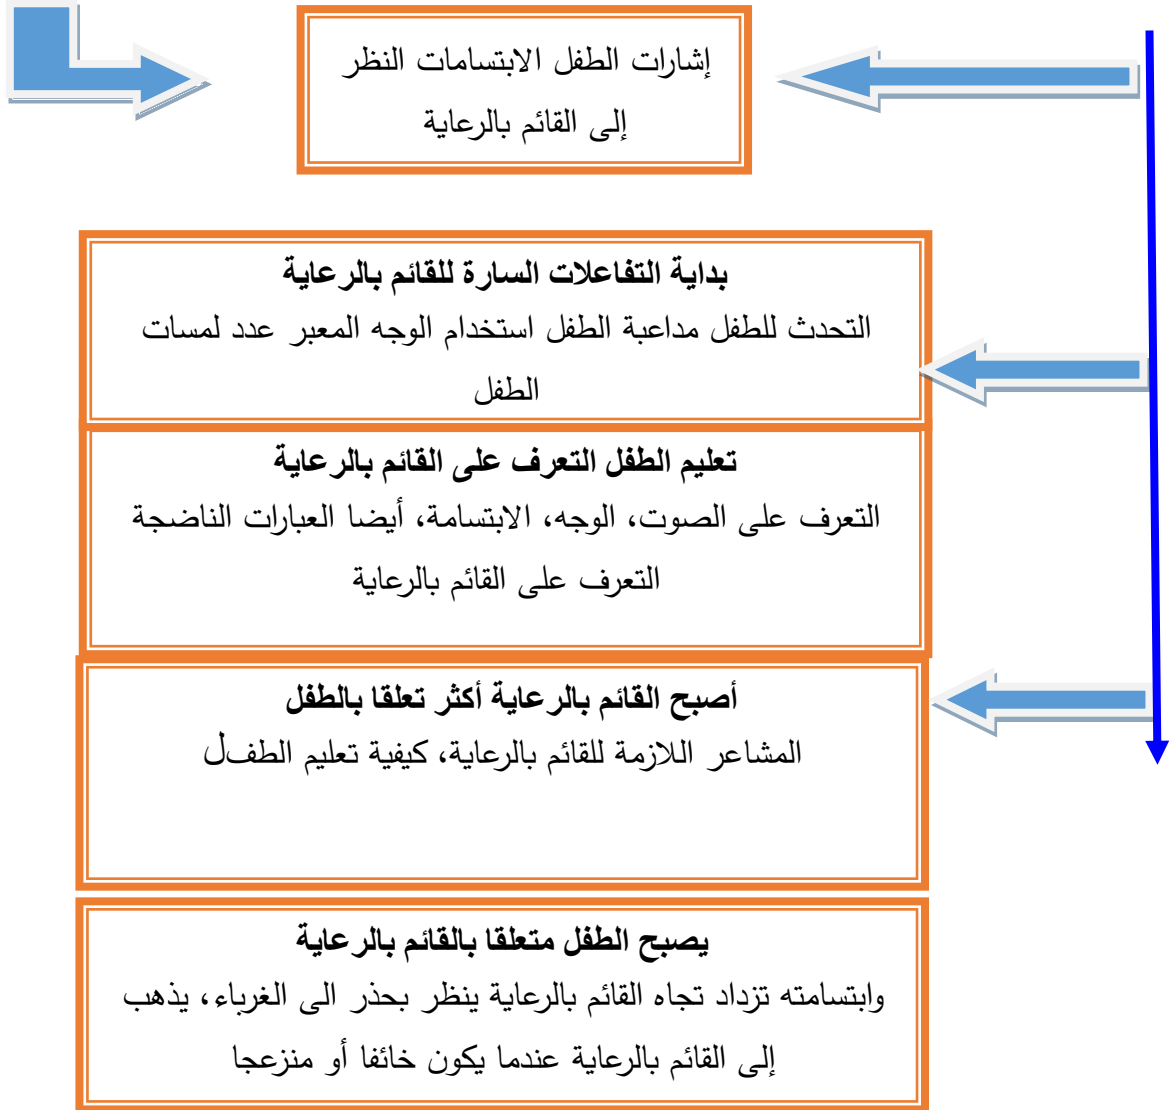 إشارات الطفل الابتسامات النظر
إلى القائم بالرعاية
بداية التفاعلات السارة للقائم بالرعاية
التحدث للطفل مداعبة الطفل استخدام الوجه المعبر عدد لمسات
الطفل
تعليم الطفل التعرف على القائم بالرعاية
التعرف على الصوت، الوجه، الابتسامة، أيضا العبارات الناضجة
التعرف على القائم بالرعاية
أصبح القائم بالرعاية أكثر تعلقا بالطفل
المشاعر اللازمة للقائم بالرعاية، كيفية تعليم الطفل
يصبح الطفل متعلقا بالقائم بالرعاية
وابتسامته تزداد تجاه القائم بالرعاية ينظر بحذر الى الغرباء، يذهب
إلى القائم بالرعاية عندما يكون خائفا أو منزعجا